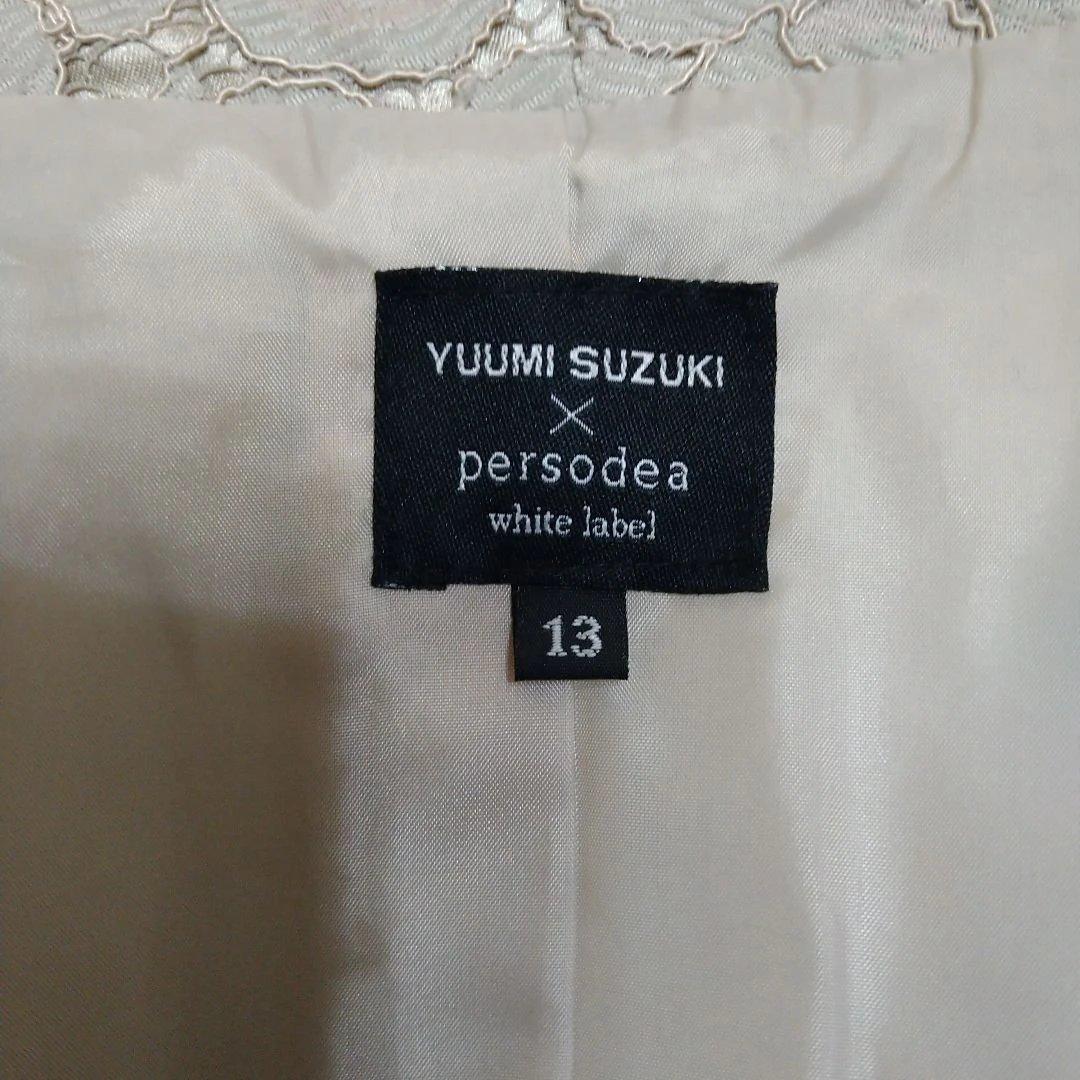 YUUMI SUZUKI
×
persodea
white label
13